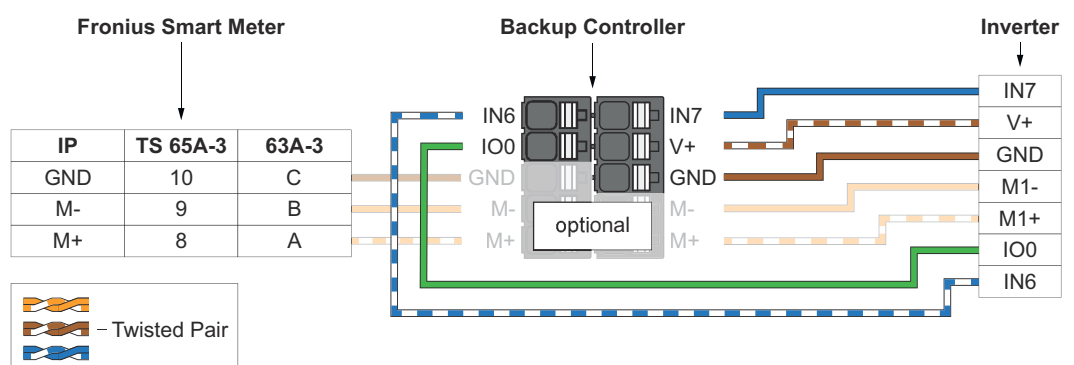 Fronius Smart Meter
Backup Controller
Inverter
IP TS 65A-3 63A-3
GND 10 C
M- 9 B
M+ 8 A
IN6 IN7
IO0 V+
GND GND
M- M-
M+ M+
optional
IN7
V+
GND
M1-
M1+
IO0
IN6
Twisted Pair